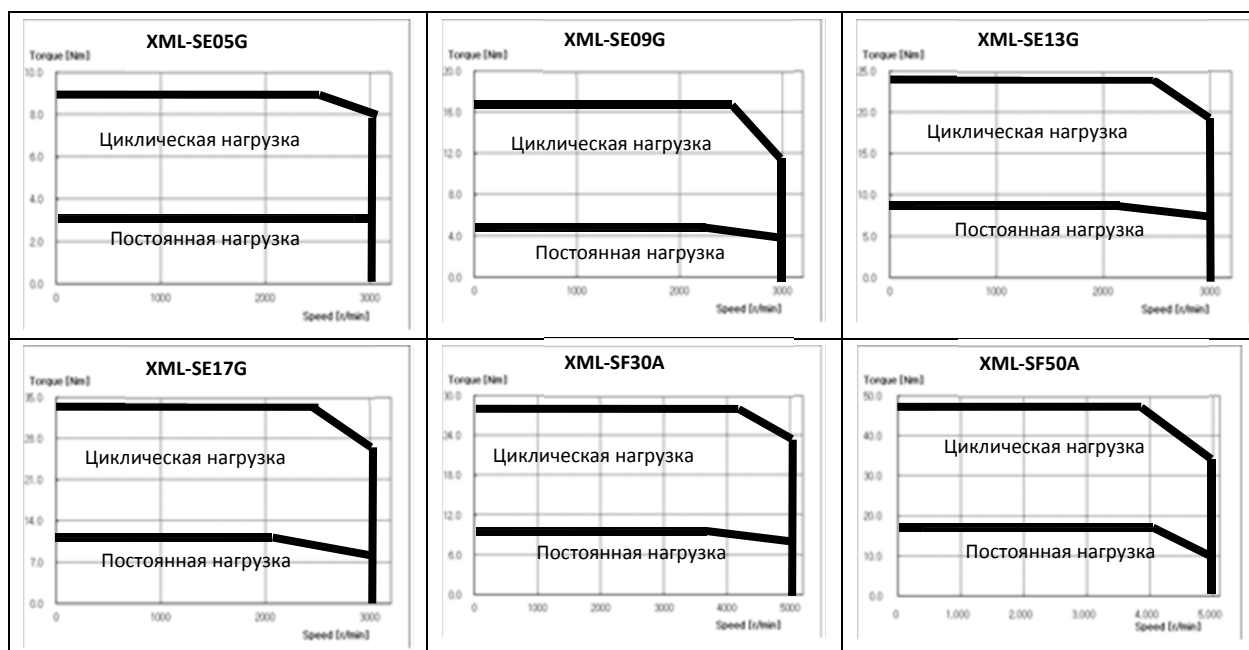 XML-SE05G
Torque [Nm]
10.0
8.0
6.0
4.0
2.0
0.0
Циклическая нагрузка
Постоянная нагрузка
0 1000 2000 3000
Speed [r/min]
XML-SE09G
Torque [Nm]
20.0
16.0
12.0
8.0
4.0
0.0
Циклическая нагрузка
Постоянная нагрузка
0 1000 2000 3000
Speed [r/min]
XML-SE13G
Torque [Nm]
25.0
20.0
15.0
10.0
5.0
0.0
Циклическая нагрузка
Постоянная нагрузка
0 1000 2000 3000
Speed [r/min]
XML-SE17G
Torque [Nm]
35.0
28.0
21.0
14.0
7.0
0.0
Циклическая нагрузка
Постоянная нагрузка
0 1000 2000 3000
Speed [r/min]
XML-SF30A
Torque [Nm]
30.0
24.0
18.0
12.0
6.0
0.0
Циклическая нагрузка
Постоянная нагрузка
0 1000 2000 3000 4000 5000
Speed [r/min]
XML-SF50A
Torque [Nm]
50.0
40.0
30.0
20.0
10.0
0.0
Циклическая нагрузка
Постоянная нагрузка
0 1,000 2,000 3,000 4,000 5,000
Speed [r/min]